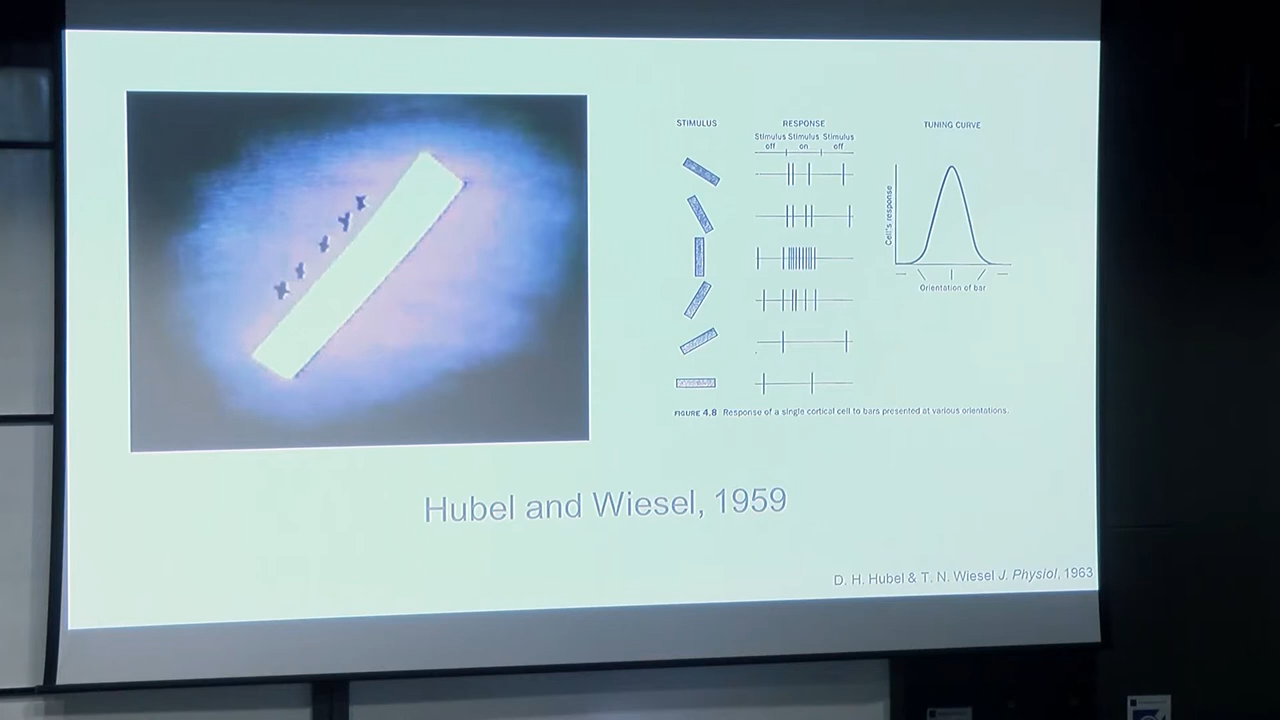 STIMULUS
RESPONSE
TUNING CURVE
Stimulus Stimulus Stimulus
off on off
Cell's response
Orientation of bar
FIGURE 4.8 Response of a single cortical cell to bars presented at various orientations.
Hubel and Wiesel, 1959
D. H. Hubel & T. N. Wiesel J. Physiol, 1963